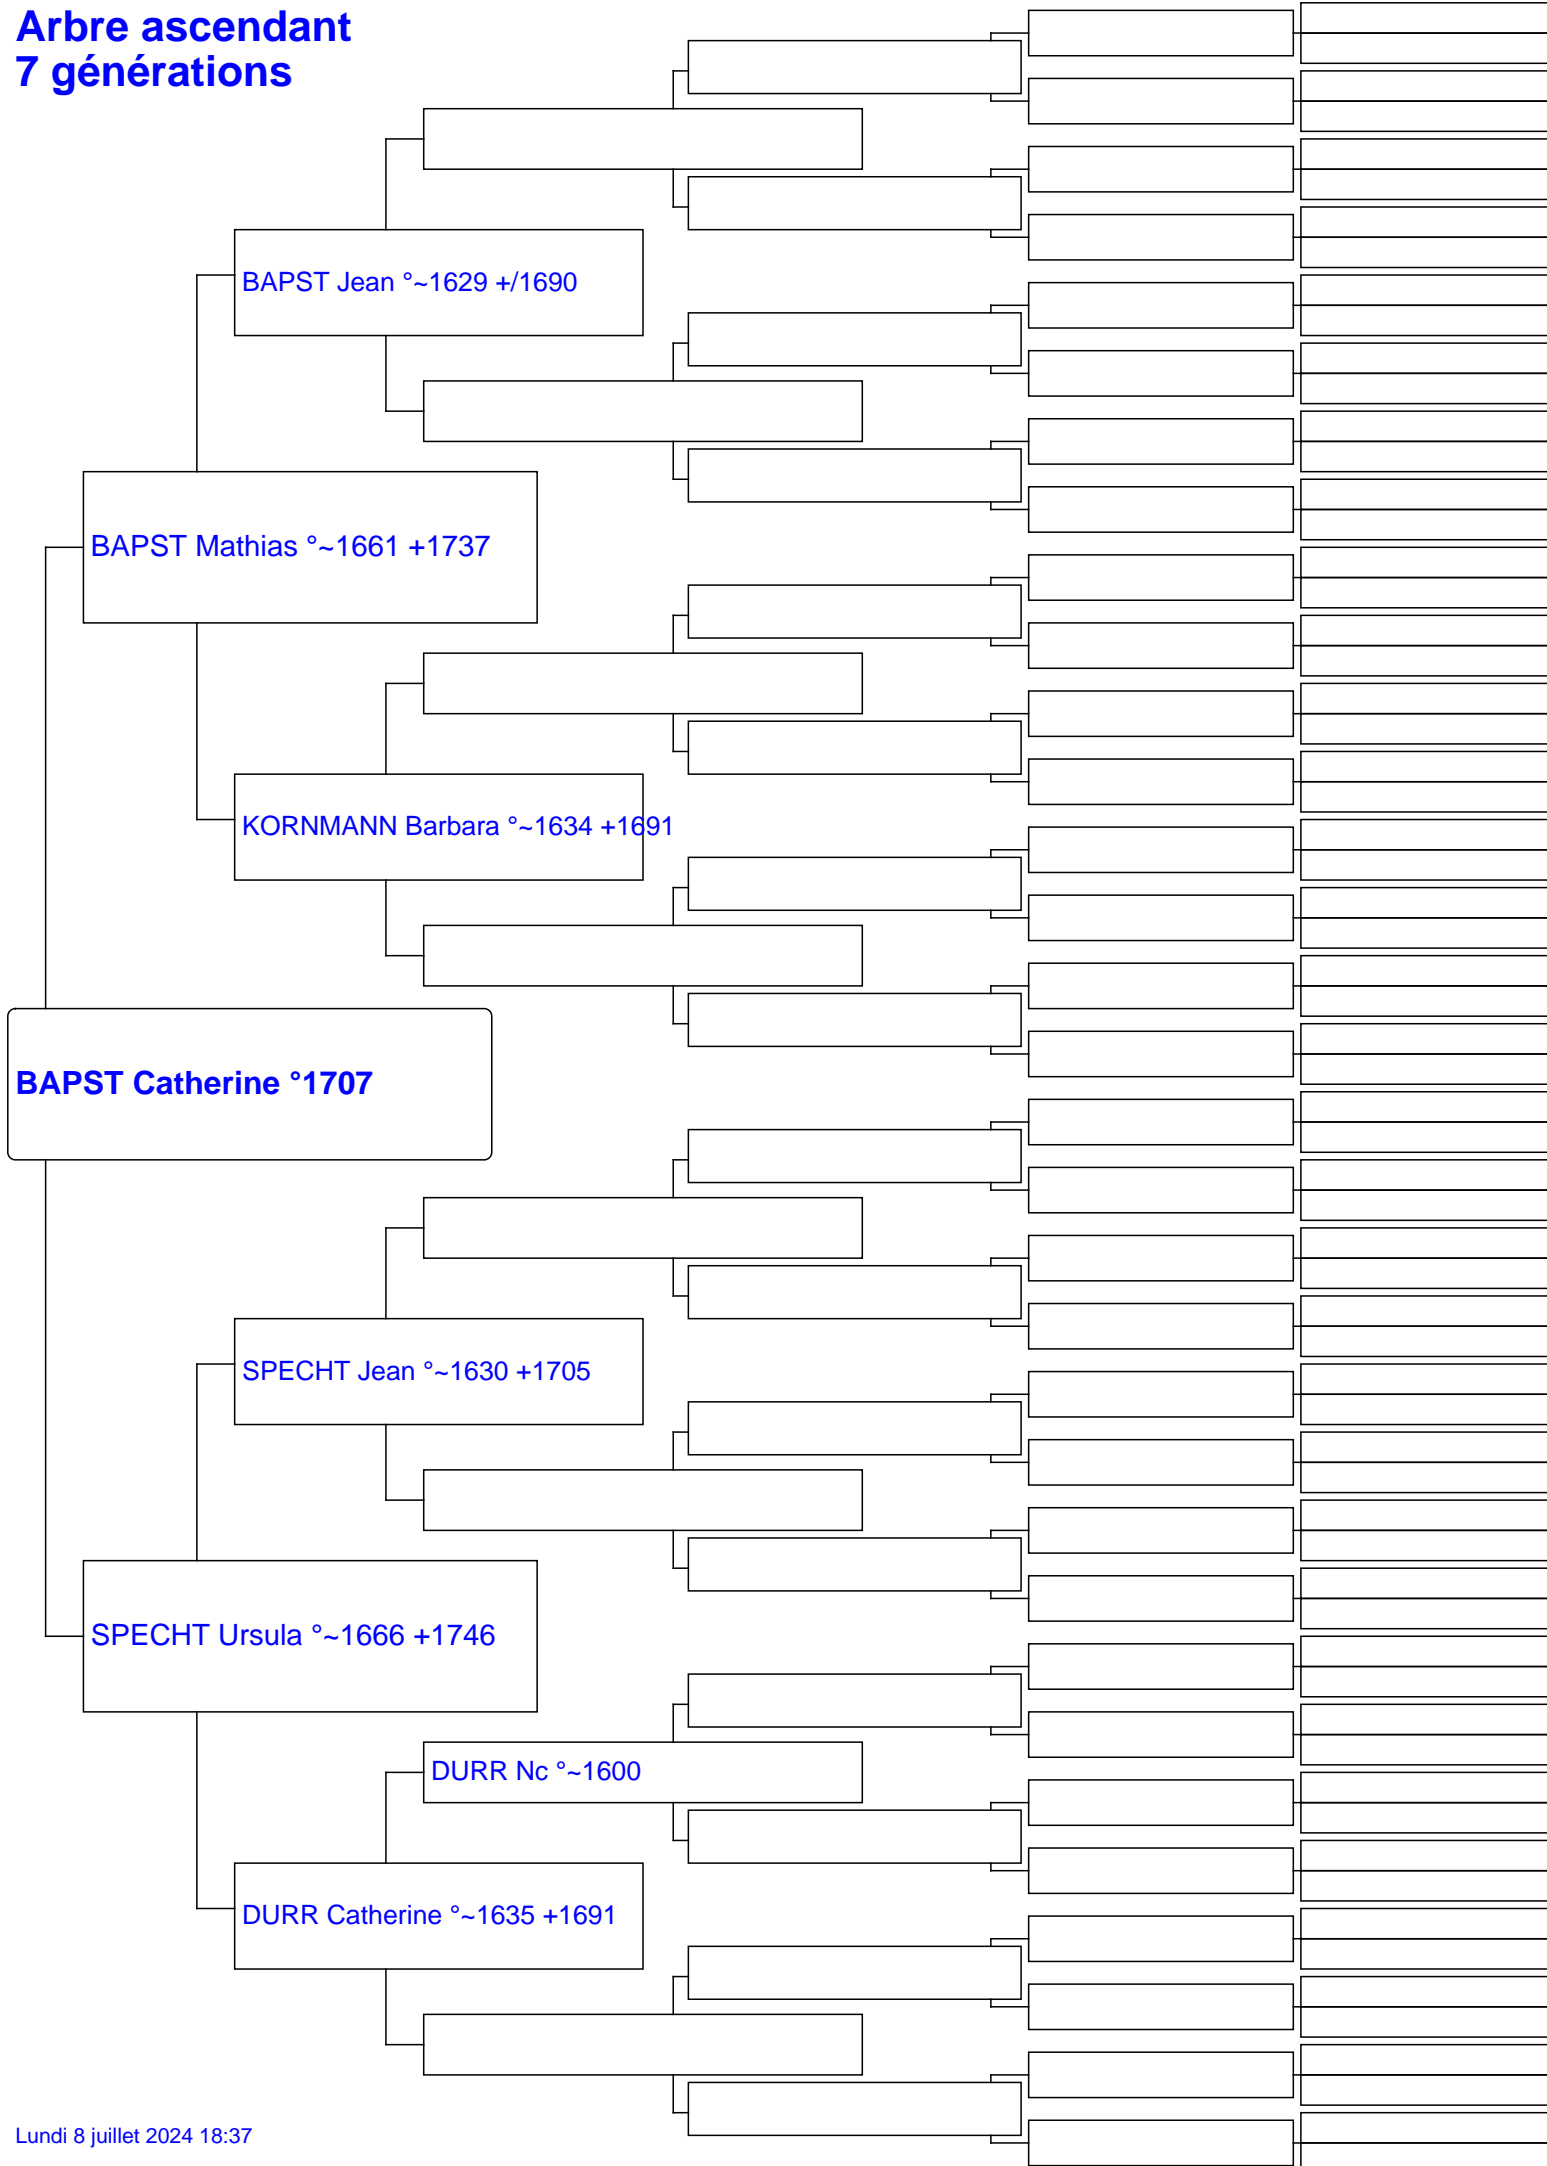 Arbre ascendant
7 générations
BAPST Jean °~1629 +/1690
BAPST Mathias °~1661 +1737
KORNMANN Barbara °~1634 +1691
BAPST Catherine °1707
SPECHT Jean °~1630 +1705
SPECHT Ursula °~1666 +1746
DURR Nc °~1600
DURR Catherine °~1635 +1691
Lundi 8 juillet 2024 18:37